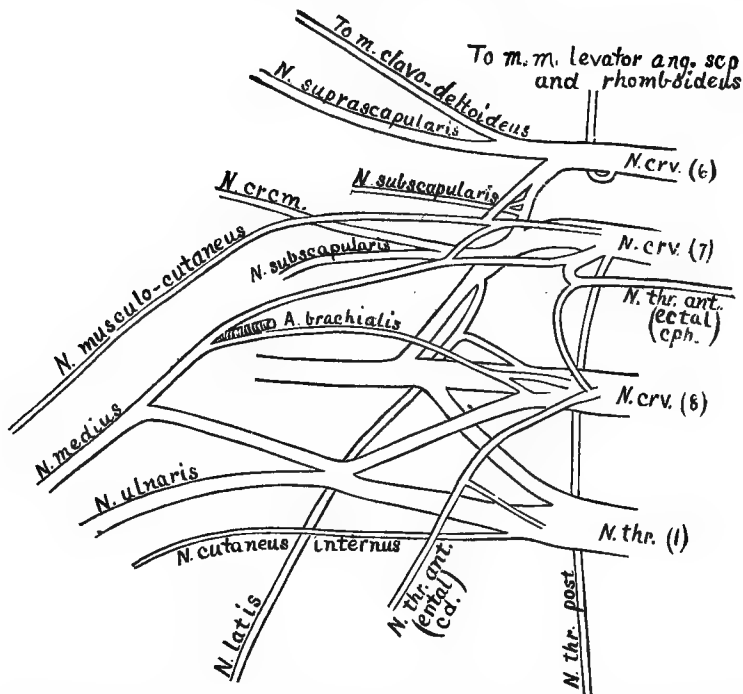 To m. clavo-deltoideus
To m. m. levator ang. scp
and rhomboideus
N. suprascapularis
N. crv. (6)
N. subscapularis
N. crcm.
N. crv. (7)
N. musculo-cutaneus
N. subscapularis
N. thr. ant.
(ectal)
cph.
A. brachialis
N. crv. (8)
N. medius
N. ulnaris
N. thr. (1)
N. cutaneus internus
N. thr. ant.
(ental)
cd.
N. latis
N. thr. post